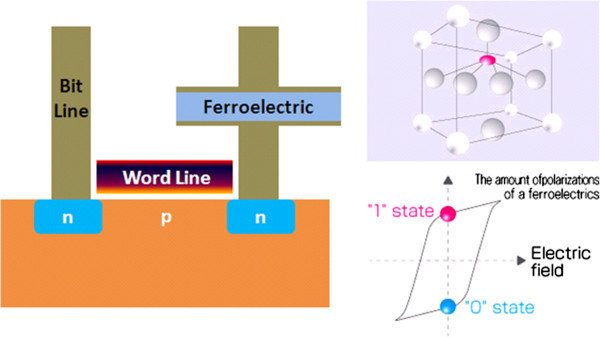 Bit
Line
Ferroelectric
Word Line
n
p
n
The amount ofpolarizations
of a ferroelectrics
"1" state
Electric
field
"0" state